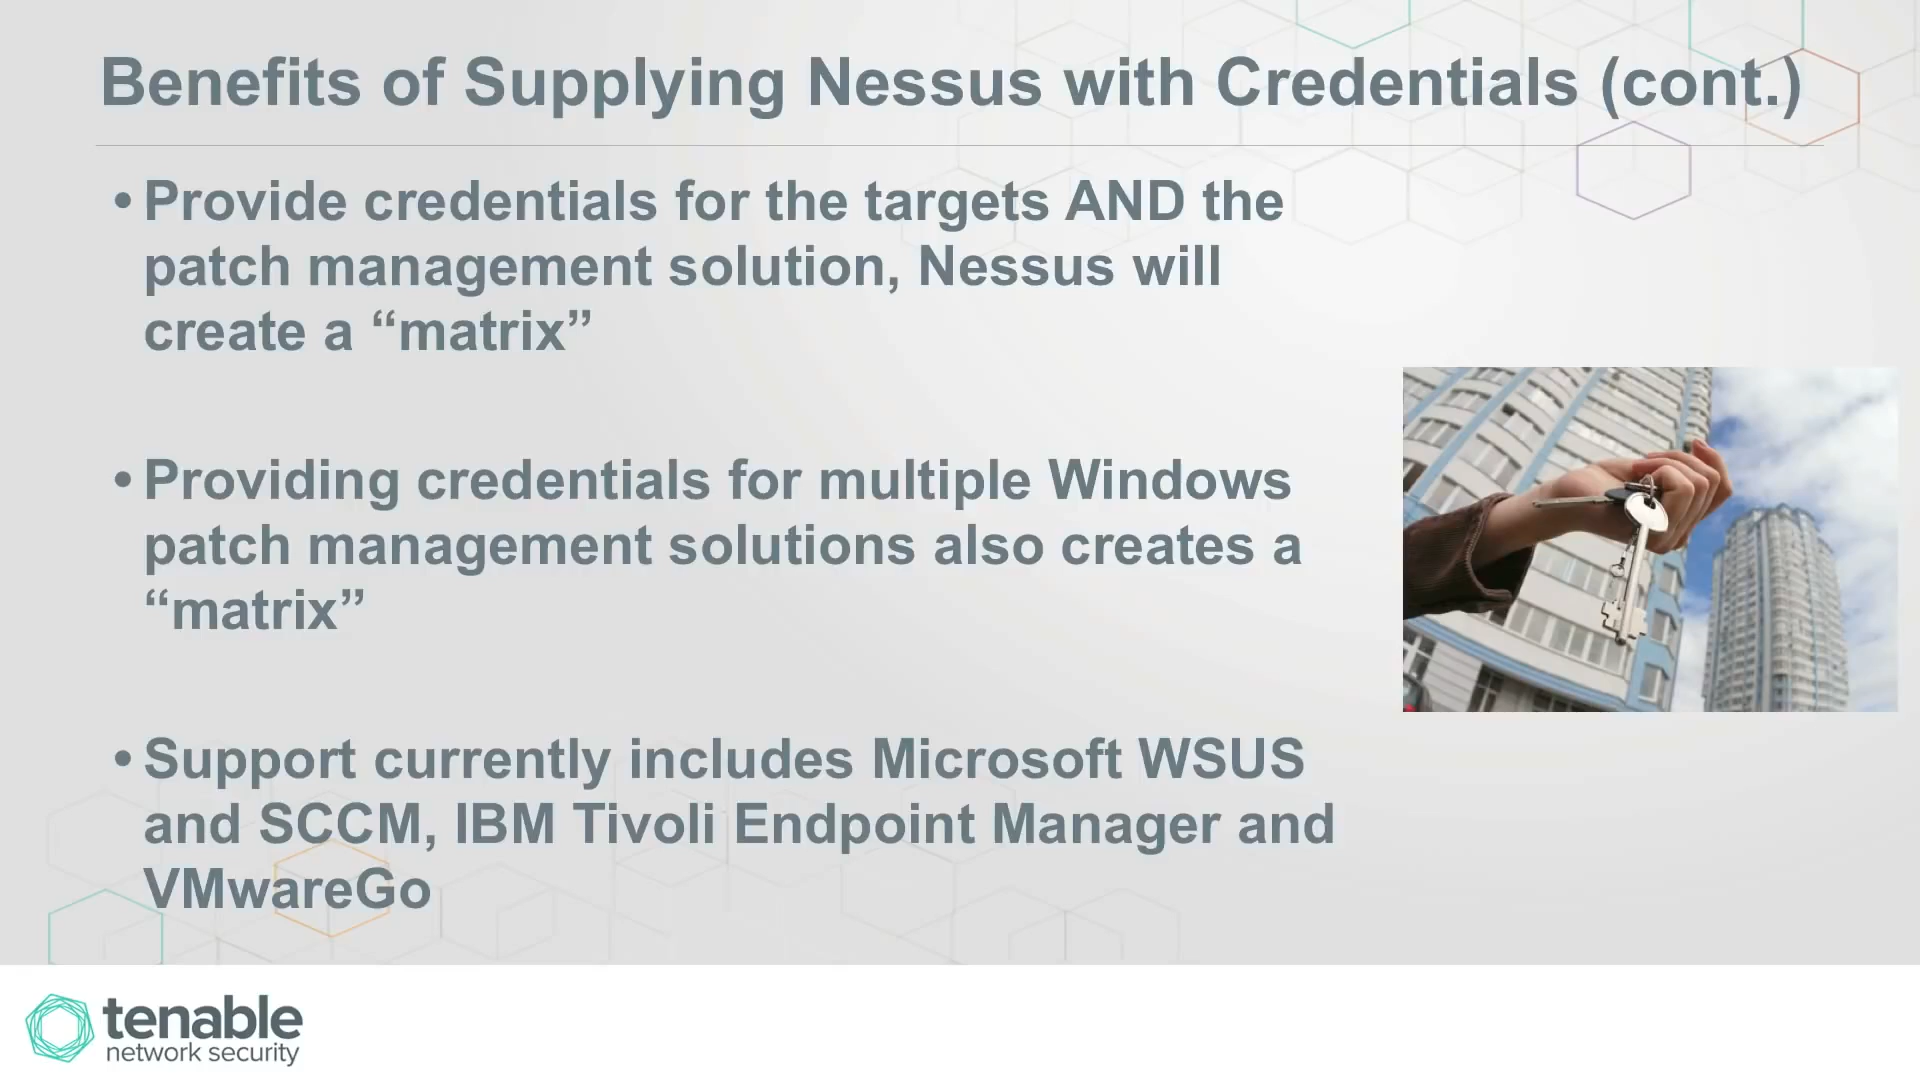 Benefits of Supplying Nessus with Credentials (cont.)
• Provide credentials for the targets AND the
patch management solution, Nessus will
create a “matrix”
• Providing credentials for multiple Windows
patch management solutions also creates a
“matrix”
• Support currently includes Microsoft WSUS
and SCCM, IBM Tivoli Endpoint Manager and
VMwareGo
tenable
network security